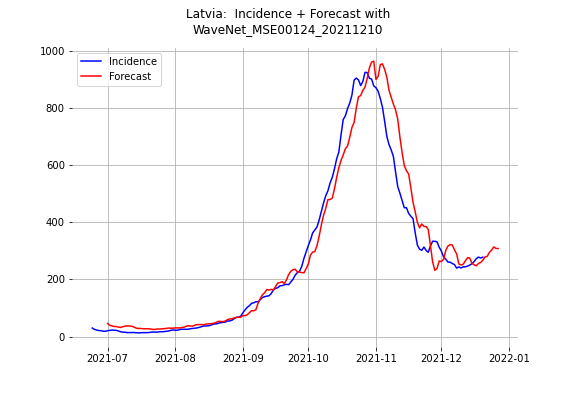 Latvia:  Incidence + Forecast with
WaveNet_MSE00124_20211210
Incidence
Forecast
1000
800
600
400
200
0
2021-07 2021-08 2021-09 2021-10 2021-11 2021-12 2022-01